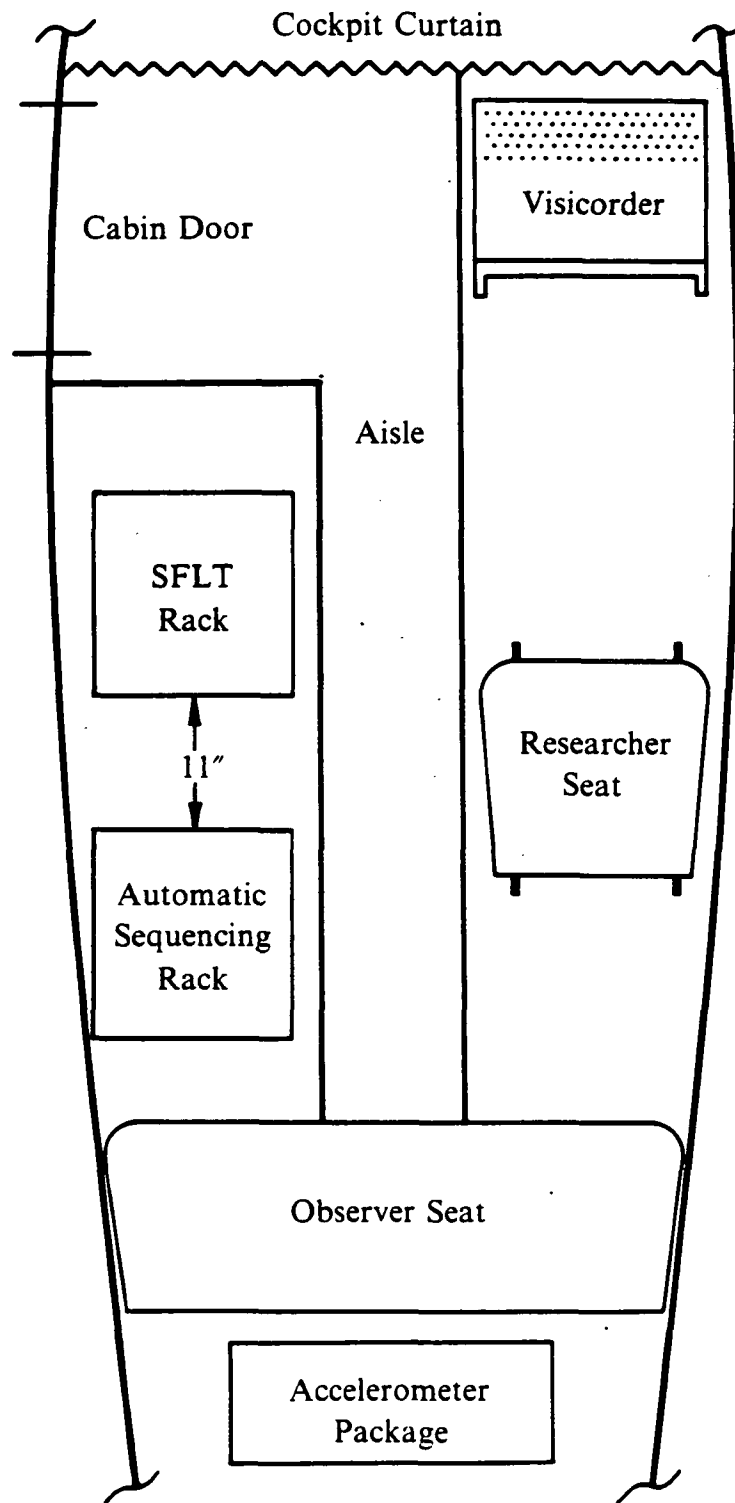 Cockpit Curtain
Visicorder
Cabin Door
Aisle
SFLT
Rack
11″
Researcher
Seat
Automatic
Sequencing
Rack
Observer Seat
Accelerometer
Package